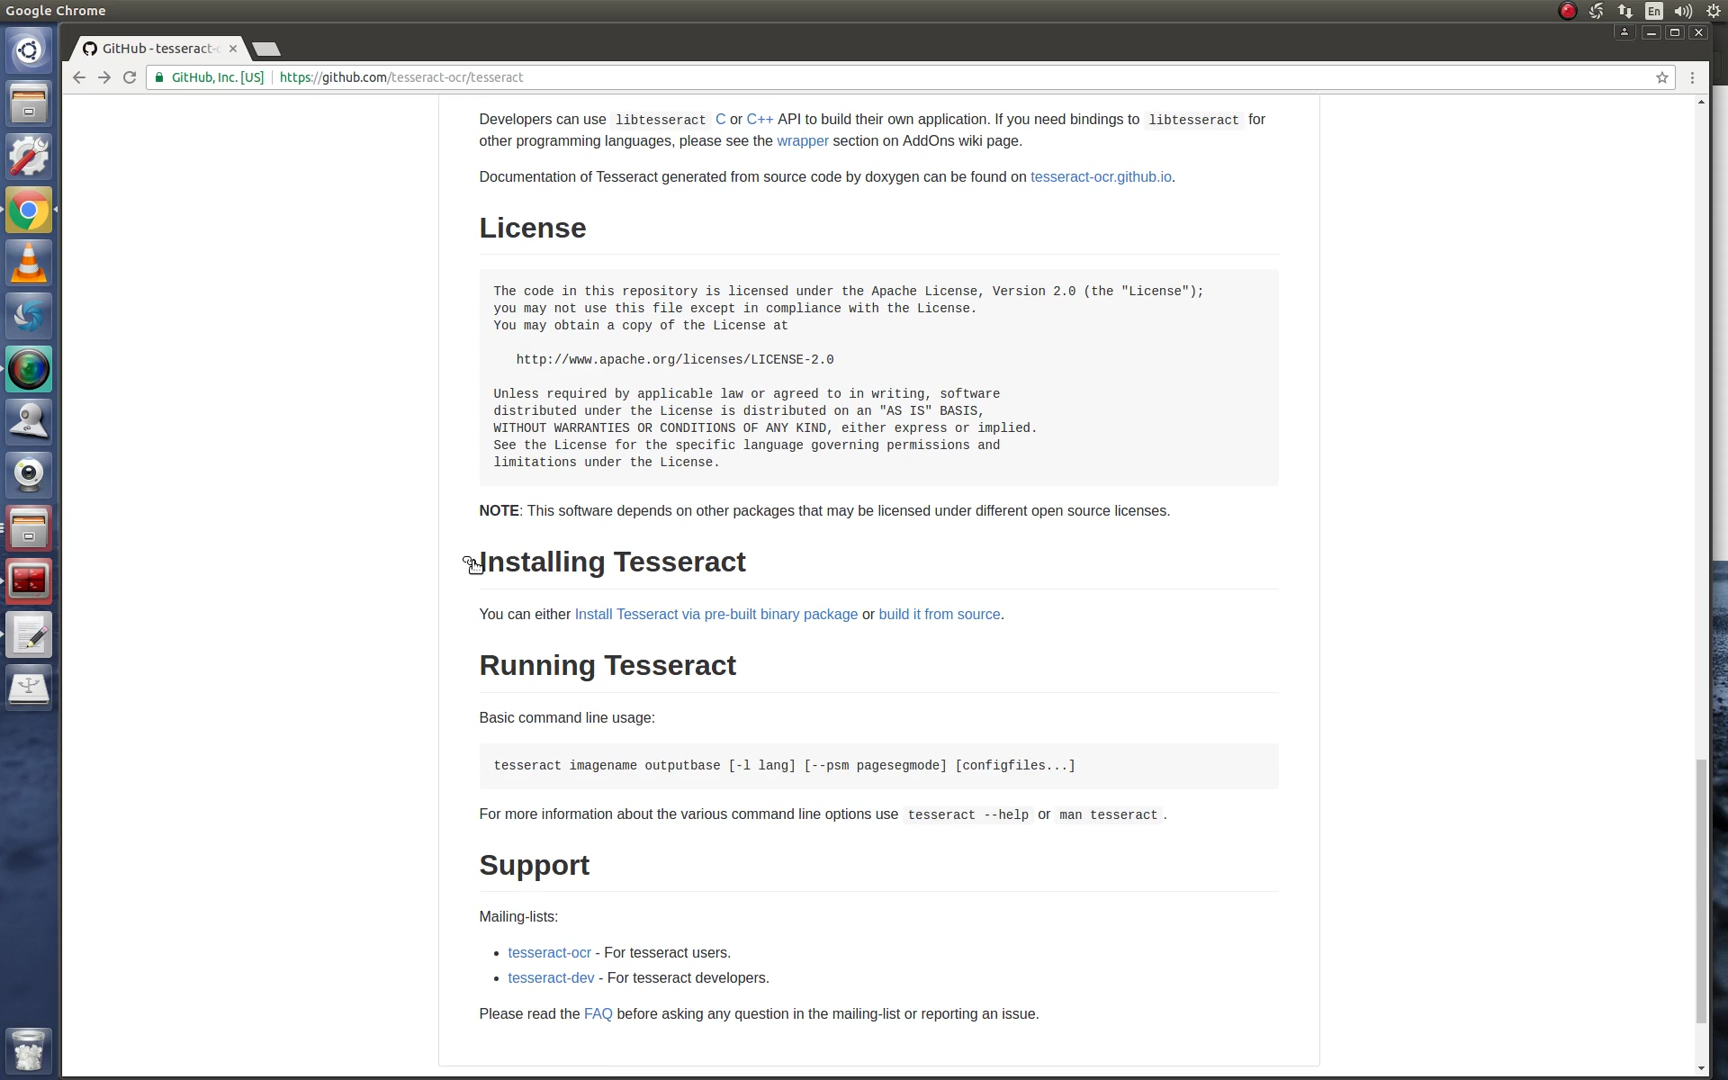 Google Chrome
En
GitHub - tesseract-
GitHub, Inc. [US] https://github.com/tesseract-ocr/tesseract
Developers can use libtesseract C or C++ API to build their own application. If you need bindings to libtesseract for
other programming languages, please see the wrapper section on AddOns wiki page.
Documentation of Tesseract generated from source code by doxygen can be found on tesseract-ocr.github.io.
License
The code in this repository is licensed under the Apache License, Version 2.0 (the "License");
you may not use this file except in compliance with the License.
You may obtain a copy of the License at
http://www.apache.org/licenses/LICENSE-2.0
Unless required by applicable law or agreed to in writing, software
distributed under the License is distributed on an "AS IS" BASIS,
WITHOUT WARRANTIES OR CONDITIONS OF ANY KIND, either express or implied.
See the License for the specific language governing permissions and
limitations under the License.
NOTE: This software depends on other packages that may be licensed under different open source licenses.
Installing Tesseract
You can either Install Tesseract via pre-built binary package or build it from source.
Running Tesseract
Basic command line usage:
tesseract imagename outputbase [-l lang] [--psm pagesegmode] [configfiles...]
For more information about the various command line options use tesseract --help or man tesseract .
Support
Mailing-lists:
• tesseract-ocr - For tesseract users.
• tesseract-dev - For tesseract developers.
Please read the FAQ before asking any question in the mailing-list or reporting an issue.